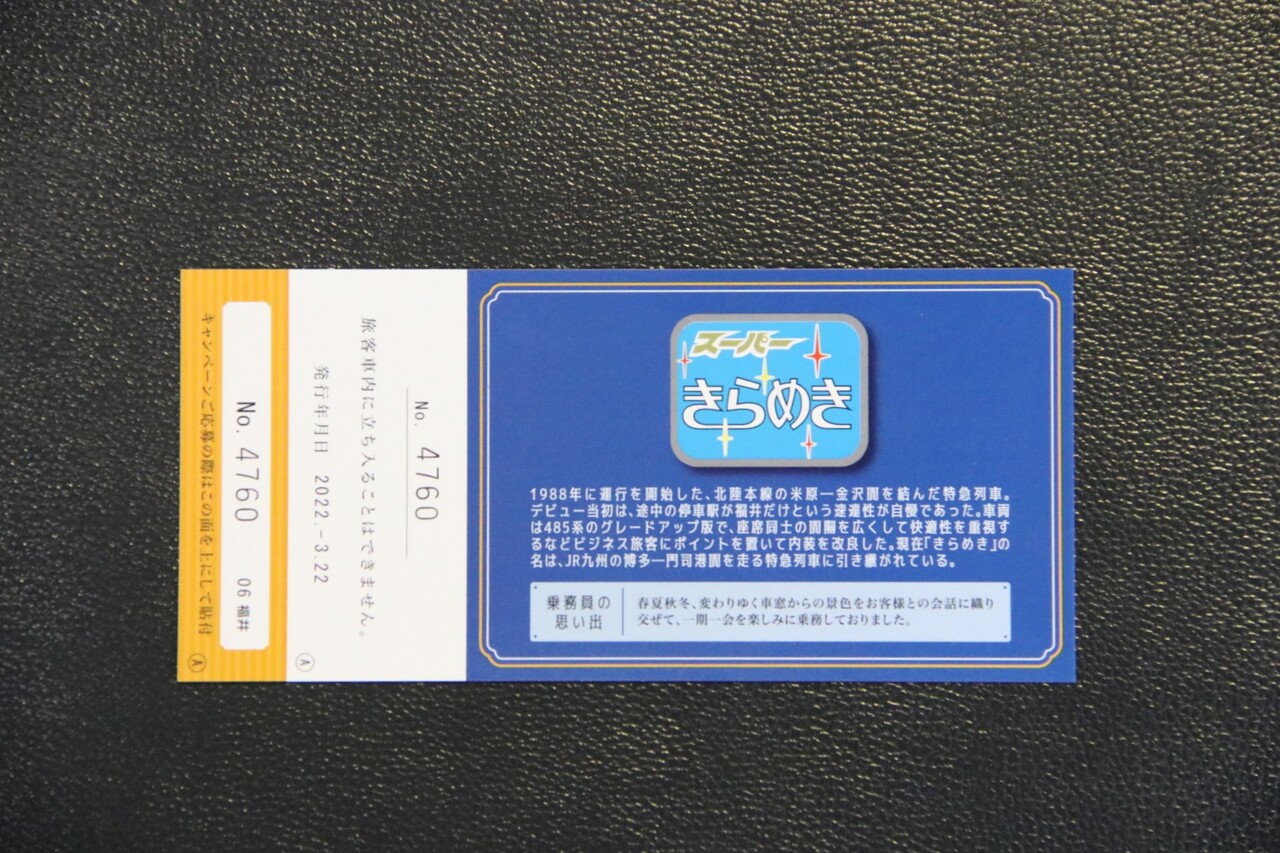 キャンペーンご応募の際はこの面を上にして貼付
No. 4760
06 福井
Ⓐ
発行年月日 2022.-3.22
旅客車内に立ち入ることはできません。
No. 4760
Ⓐ
スーパー
きらめき
1988年に運行を開始した、北陸本線の米原ー金沢間を結んだ特急列車。
デビュー当初は、途中の停車駅が福井だけという速達性が自慢であった。車両
は485系のグレードアップ版で、座席同士の間隔を広くして快適性を重視す
るなどビジネス旅客にポイントを置いて内装を改良した。現在「きらめき」の
名は、JR九州の博多ー門司港間を走る特急列車に引き継がれている。
乗務員の
思い出
春夏秋冬、変わりゆく車窓からの景色をお客様との会話に織り
交ぜて、一期一会を楽しみに乗務しておりました。